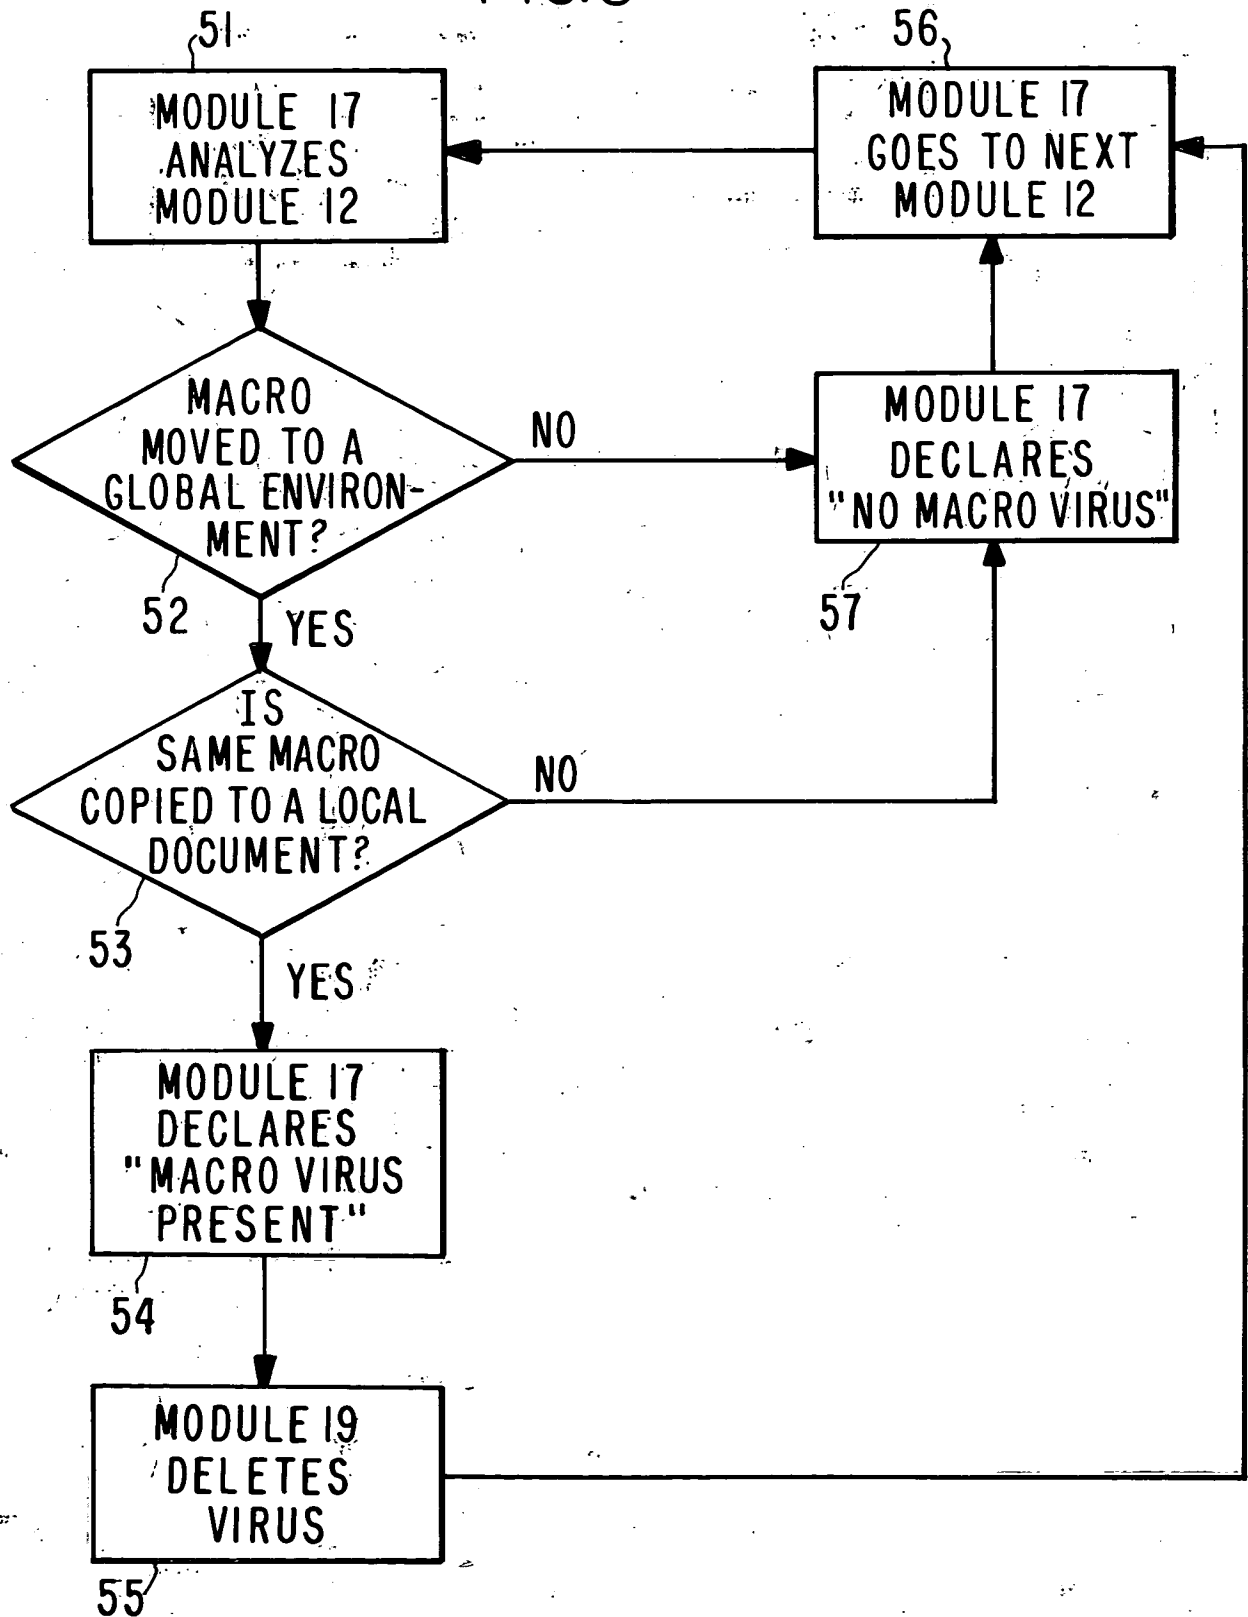 51
MODULE 17
ANALYZES
MODULE 12
56
MODULE 17
GOES TO NEXT
MODULE 12
MACRO
MOVED TO A
GLOBAL ENVIRON-
MENT?
52
NO
YES
MODULE 17
DECLARES
"NO MACRO VIRUS"
57
IS
SAME MACRO
COPIED TO A LOCAL
DOCUMENT?
53
NO
YES
MODULE 17
DECLARES
"MACRO VIRUS
PRESENT"
54
MODULE 19
DELETES
VIRUS
55